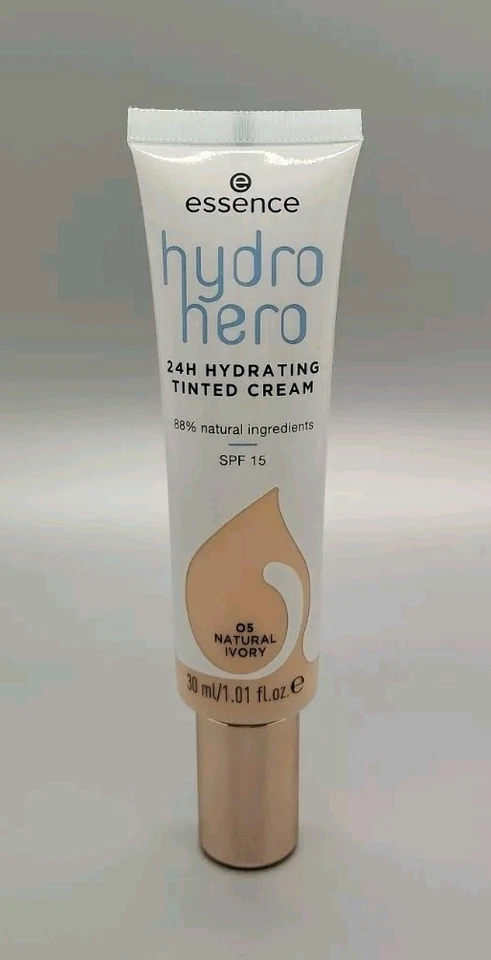 e
essence
hydro
hero
24H HYDRATING
TINTED CREAM
88% natural ingredients
SPF 15
05
NATURAL
IVORY
30 ml/1.01 fl.oz.℮